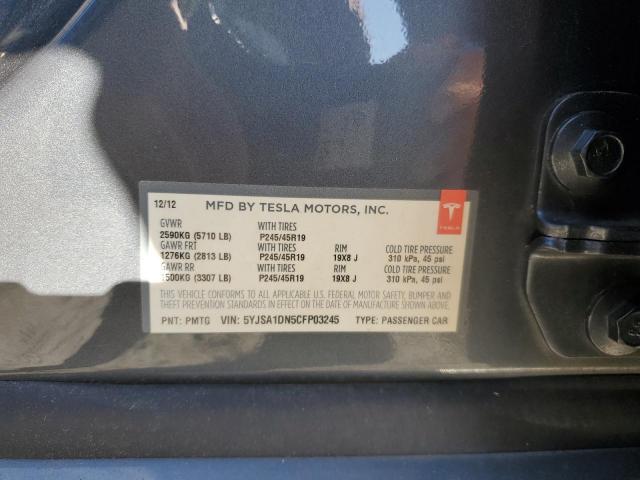 12/12 MFD BY TESLA MOTORS, INC.
GVWR WITH TIRES
2590KG (5710 LB) P245/45R19
GAWR FRT WITH TIRES RIM COLD TIRE PRESSURE
1276KG (2813 LB) P245/45R19 19X8 J 310 kPa, 45 psi
GAWR RR WITH TIRES RIM COLD TIRE PRESSURE
1500KG (3307 LB) P245/45R19 19X8 J 310 kPa, 45 psi
THIS VEHICLE CONFORMS TO ALL APPLICABLE U.S. FEDERAL MOTOR SAFETY, BUMPER AND
THEFT PREVENTION STANDARDS IN EFFECT ON THE DATE OF MANUFACTURE SHOWN ABOVE.
PNT: PMTG VIN: 5YJSA1DN5CFP03245 TYPE: PASSENGER CAR
TESLA